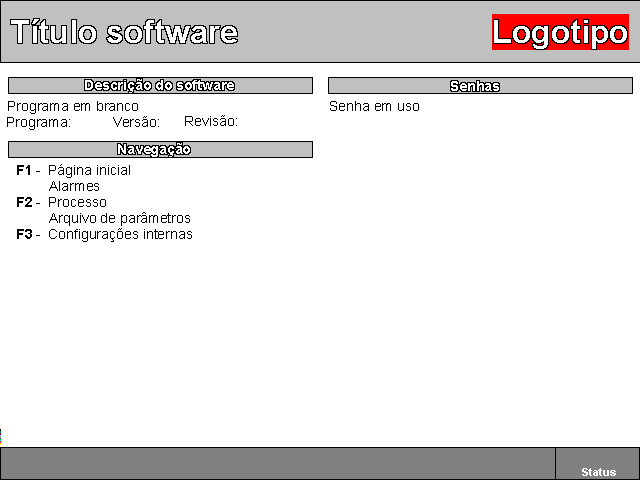 Título software
Logotipo
Descrição do software
Programa em branco
Programa: Versão: Revisão:
Navegação
F1 - Página inicial
Alarmes
F2 - Processo
Arquivo de parâmetros
F3 - Configurações internas
Senhas
Senha em uso
Status